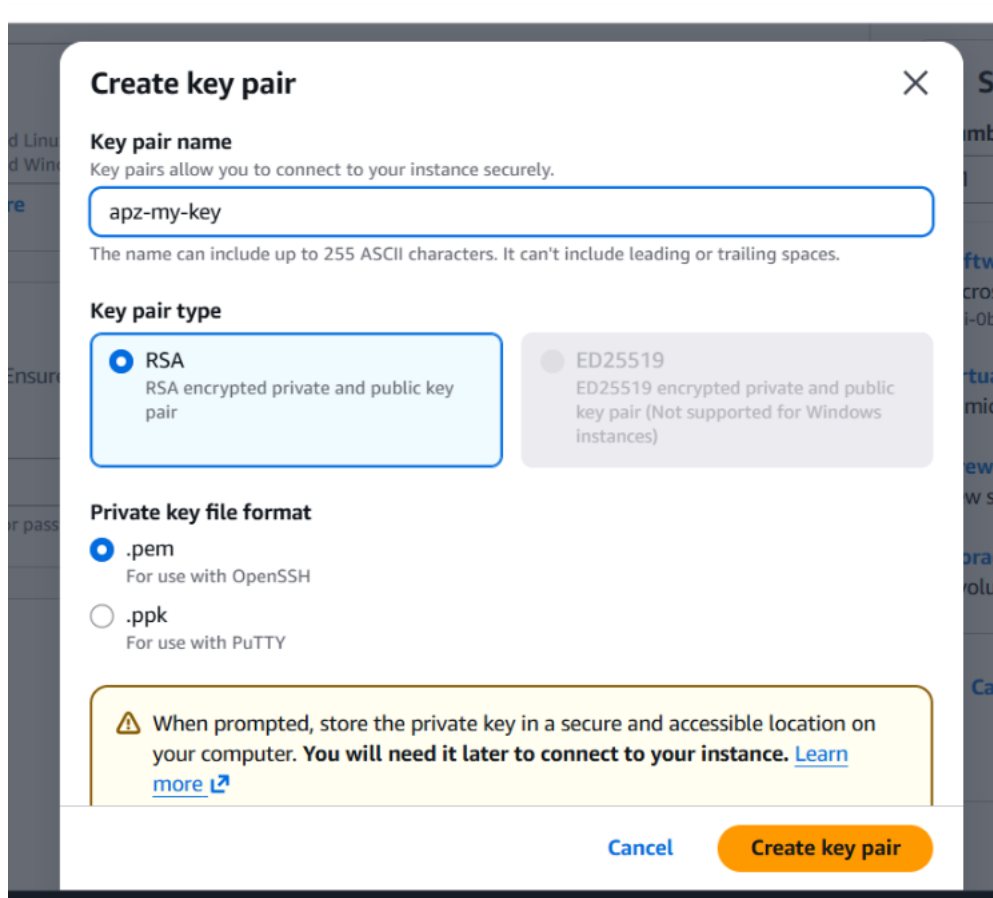 Create key pair
Key pair name
Key pairs allow you to connect to your instance securely.
apz-my-key
The name can include up to 255 ASCII characters. It can't include leading or trailing spaces.
Key pair type
RSA
RSA encrypted private and public key
pair
ED25519
ED25519 encrypted private and public
key pair (Not supported for Windows
instances)
Private key file format
.pem
For use with OpenSSH
.ppk
For use with PuTTY
When prompted, store the private key in a secure and accessible location on
your computer. You will need it later to connect to your instance. Learn
more
Cancel
Create key pair